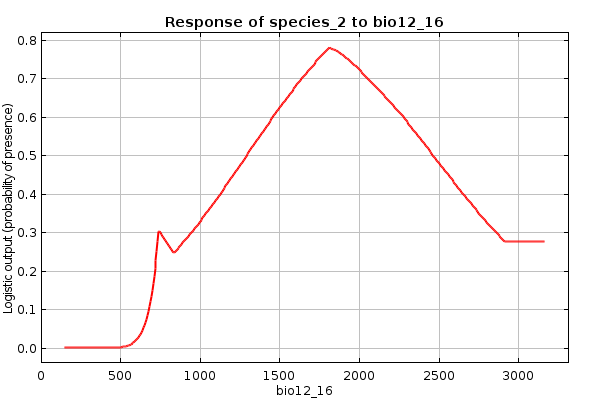 Response of species_2 to bio12_16
Logistic output (probability of presence)
0.8
0.7
0.6
0.5
0.4
0.3
0.2
0.1
0.0
0 500 1000 1500 2000 2500 3000
bio12_16